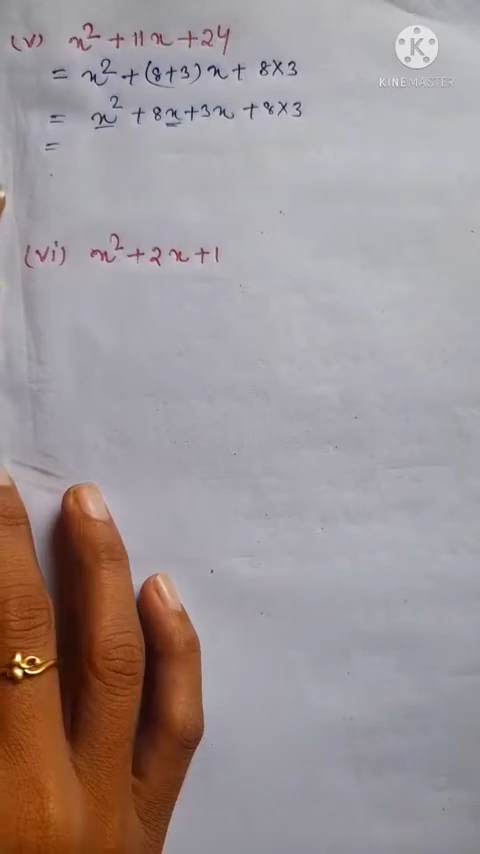 (v) x² + 11x + 24
= x² + (8+3)x + 8×3
= x² + 8x + 3x + 8×3
=
(vi) x² + 2x + 1
KINEMASTER